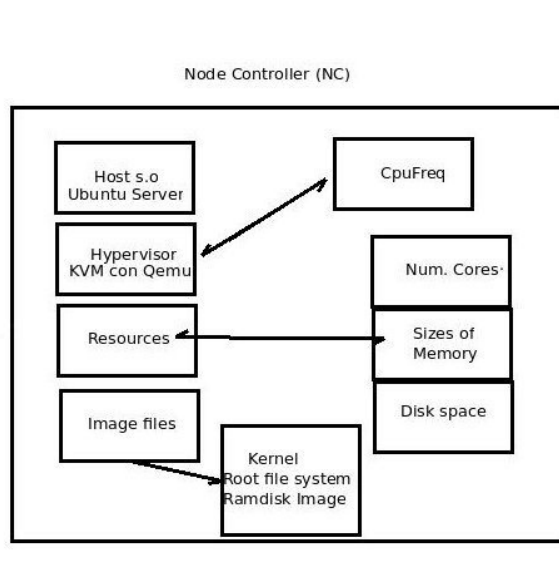 Node Controller (NC)
Host s.o
Ubuntu Server
CpuFreq
Hypervisor
KVM con Qemu
Num. Cores
Resources
Sizes of
Memory
Image files
Disk space
Kernel
Root file system
Ramdisk Image